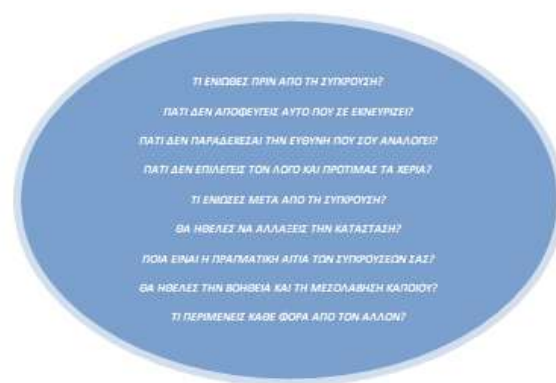 ΤΙ ΕΝΙΩΘΕΣ ΠΡΙΝ ΑΠΟ ΤΗ ΣΥΓΚΡΟΥΣΗ?
ΓΙΑΤΙ ΔΕΝ ΑΠΟΦΕΥΓΕΙΣ ΑΥΤΟ ΠΟΥ ΣΕ ΕΚΝΕΥΡΙΖΕΙ?
ΓΙΑΤΙ ΔΕΝ ΠΑΡΑΔΕΧΕΣΑΙ ΤΗΝ ΕΥΘΥΝΗ ΠΟΥ ΣΟΥ ΑΝΑΛΟΓΕΙ?
ΓΙΑΤΙ ΔΕΝ ΕΠΙΛΕΓΕΙΣ ΤΟΝ ΛΟΓΟ ΚΑΙ ΠΡΟΤΙΜΑΣ ΤΑ ΧΕΡΙΑ?
ΤΙ ΕΝΙΩΣΕΣ ΜΕΤΑ ΑΠΟ ΤΗ ΣΥΓΚΡΟΥΣΗ?
ΘΑ ΗΘΕΛΕΣ ΝΑ ΑΛΛΑΞΕΙΣ ΤΗΝ ΚΑΤΑΣΤΑΣΗ?
ΠΟΙΑ ΕΙΝΑΙ Η ΠΡΑΓΜΑΤΙΚΗ ΑΙΤΙΑ ΤΩΝ ΣΥΓΚΡΟΥΣΕΩΝ ΣΑΣ?
ΘΑ ΗΘΕΛΕΣ ΤΗΝ ΒΟΗΘΕΙΑ ΚΑΙ ΤΗ ΜΕΣΟΛΑΒΗΣΗ ΚΑΠΟΙΟΥ?
ΤΙ ΠΕΡΙΜΕΝΕΙΣ ΚΑΘΕ ΦΟΡΑ ΑΠΟ ΤΟΝ ΑΛΛΟΝ?